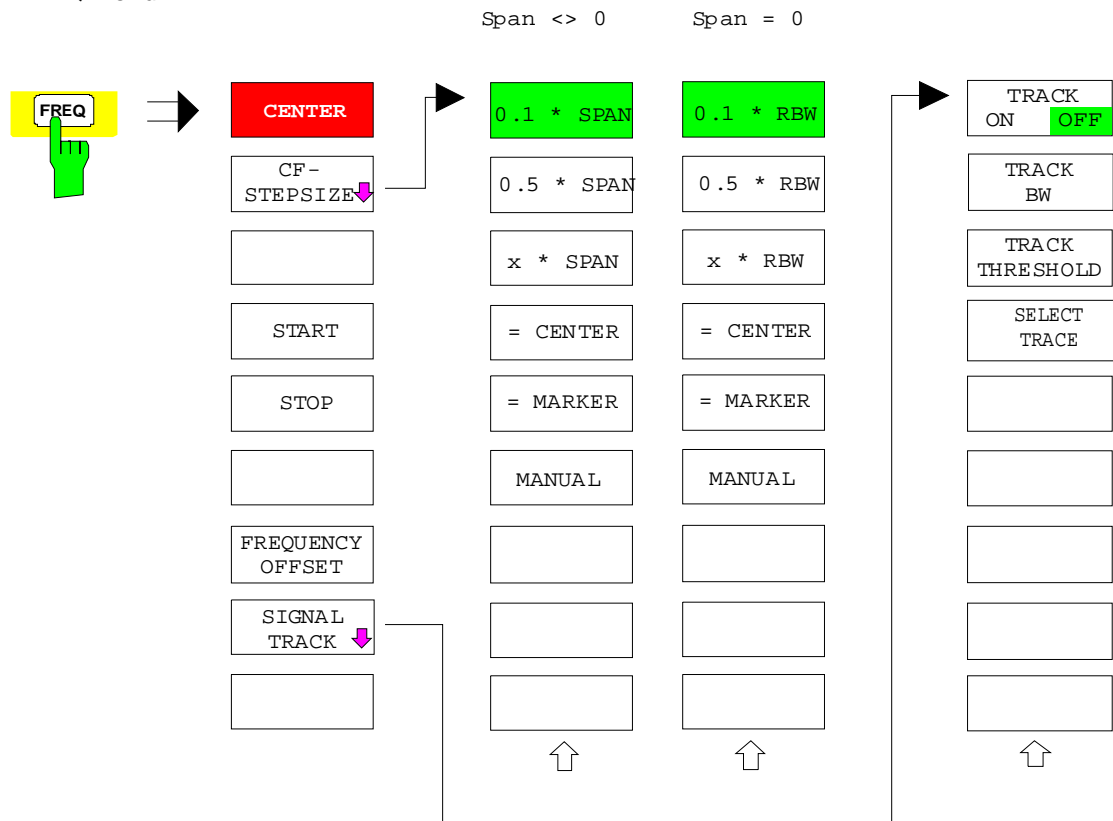 Span <> 0
Span = 0
FREQ
CENTER
CF-
STEPSIZE
START
STOP
FREQUENCY
OFFSET
SIGNAL
TRACK
0.1 * SPAN
0.5 * SPAN
x * SPAN
= CENTER
= MARKER
MANUAL
0.1 * RBW
0.5 * RBW
x * RBW
= CENTER
= MARKER
MANUAL
TRACK
ON OFF
TRACK
BW
TRACK
THRESHOLD
SELECT
TRACE